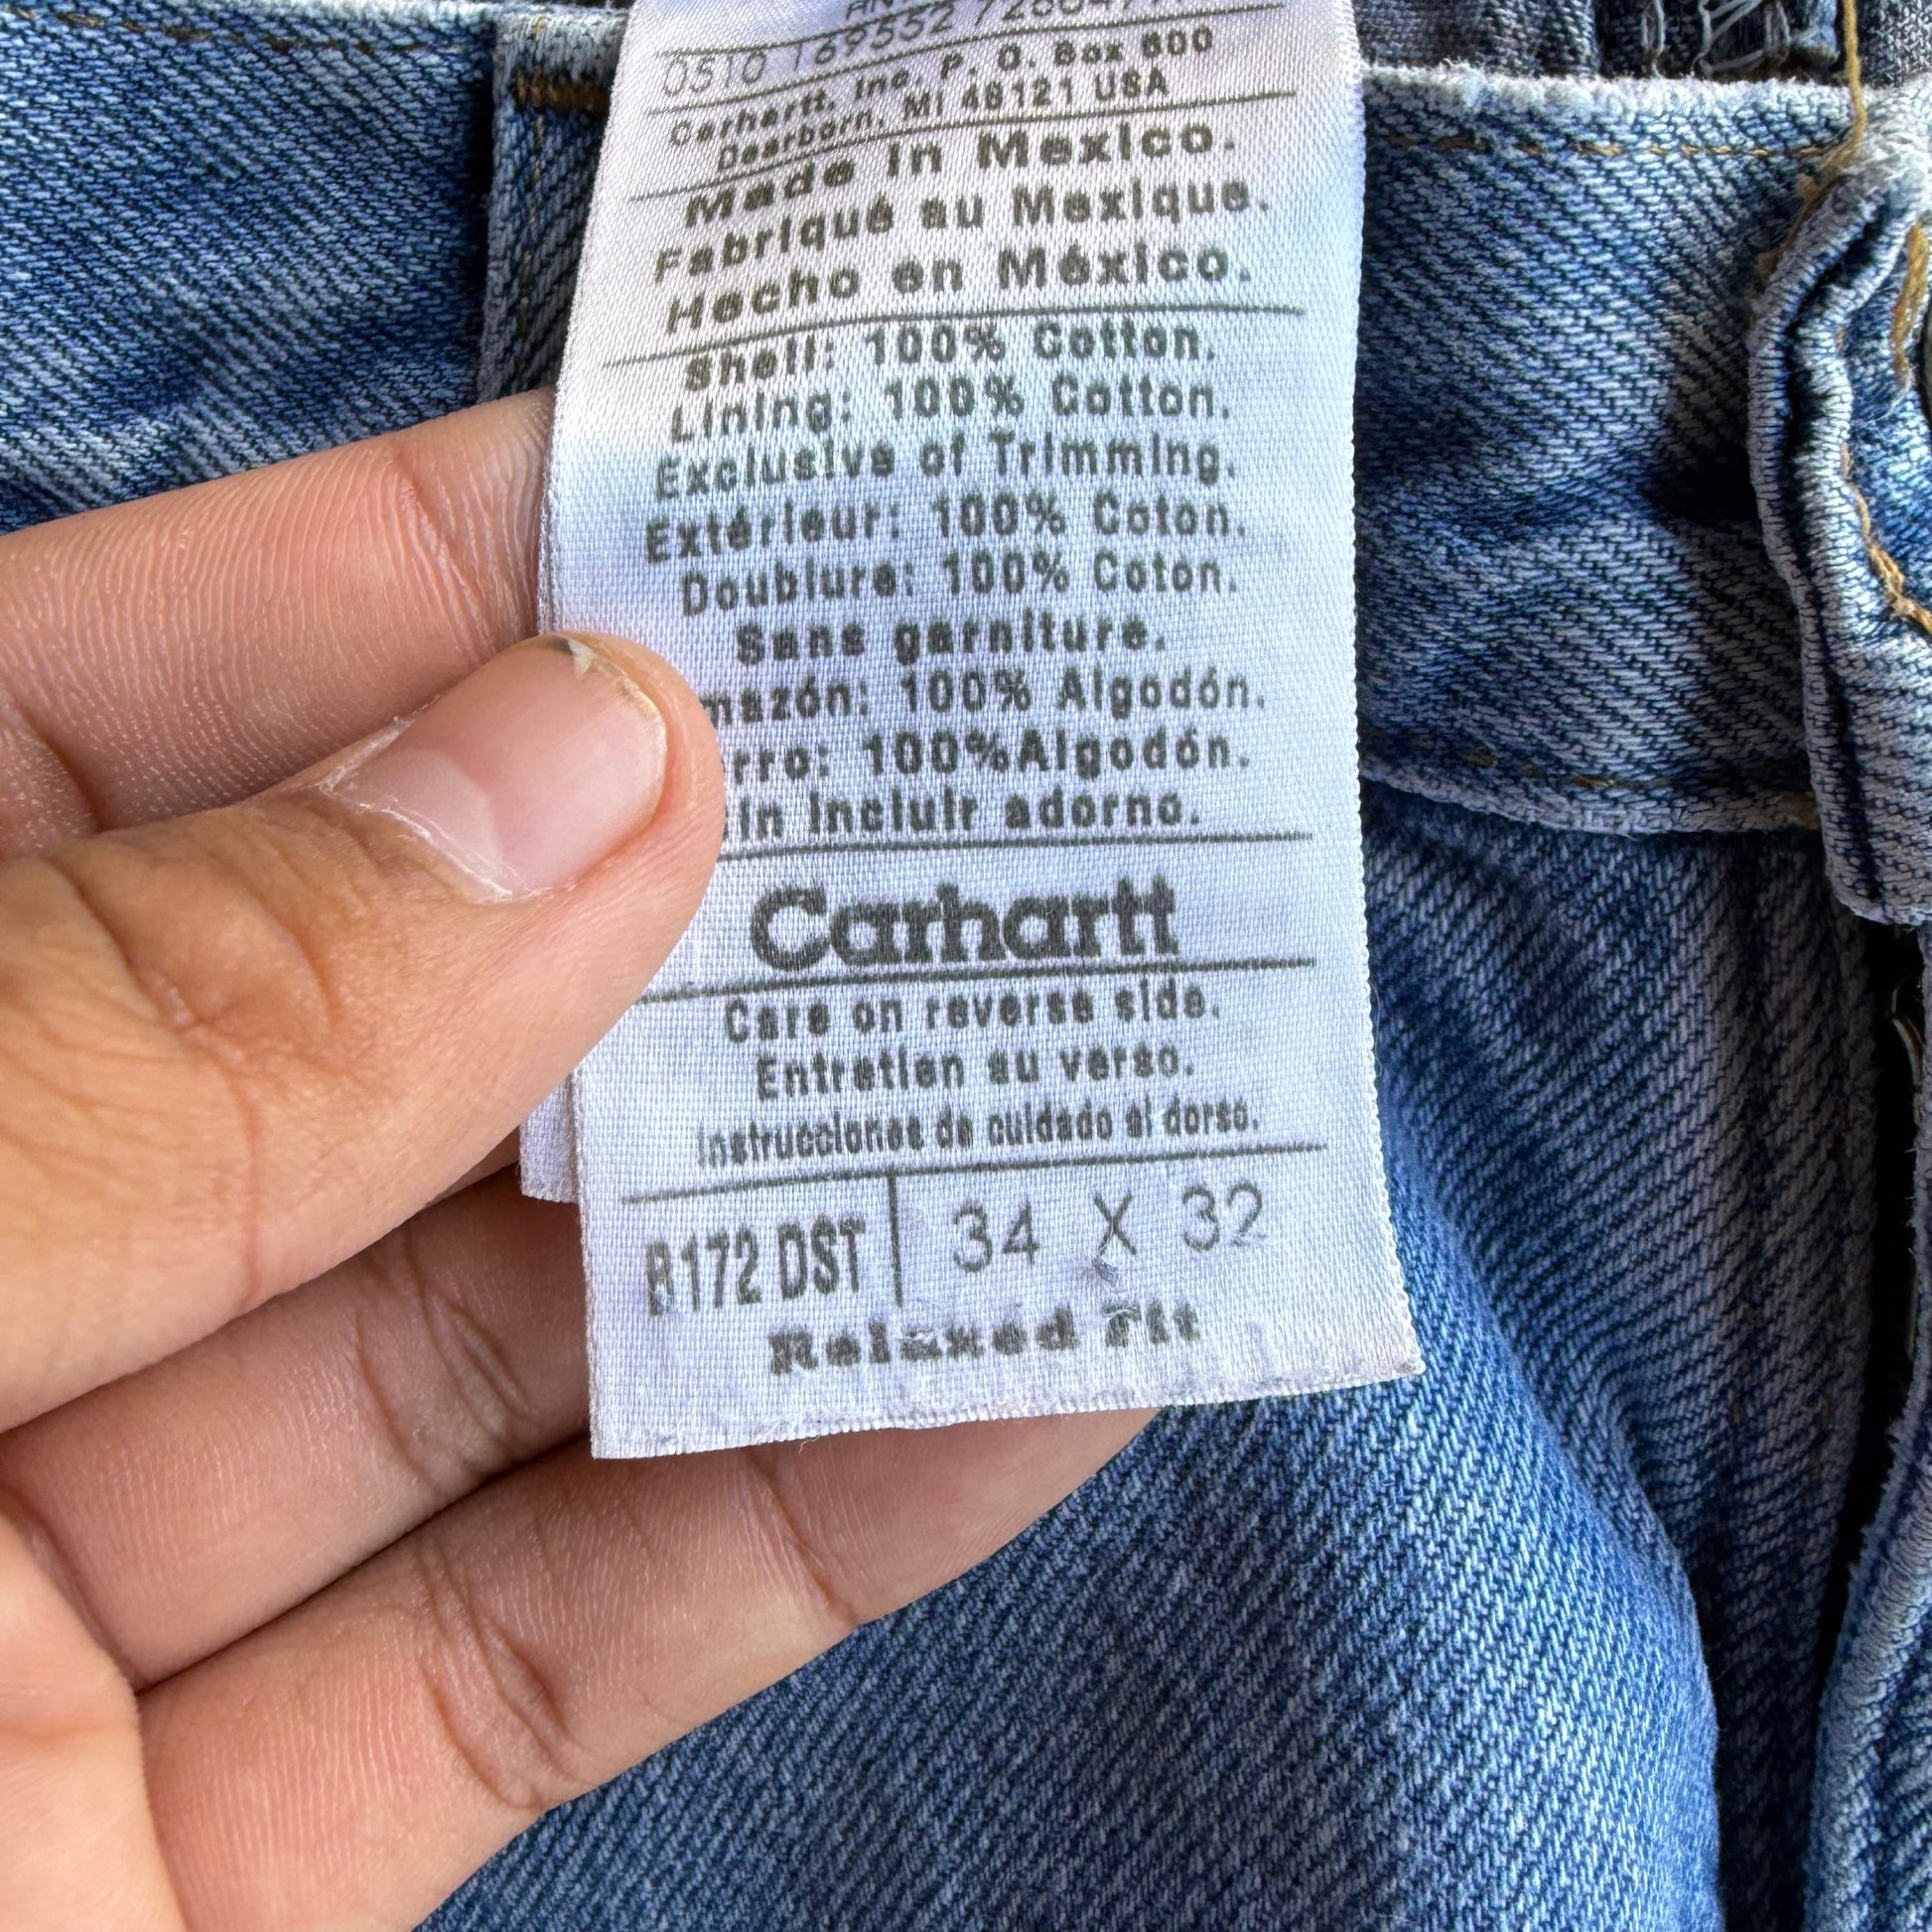 0510 169552
Carhartt, Inc. P. O. Box 600
Dearborn, MI 48121 USA
Made in Mexico.
Fabriqué au Mexique.
Hecho en México.
Shell: 100% Cotton.
Lining: 100% Cotton.
Exclusive of Trimming.
Extérieur: 100% Coton.
Doublure: 100% Coton.
Sans garniture.
mazón: 100% Algodón.
rro: 100%Algodón.
in incluir adorno.
Carhartt
Care on reverse side.
Entretien au verso.
Instrucciones de cuidado al dorso.
B172 DST 34 X 32
Relaxed Fit